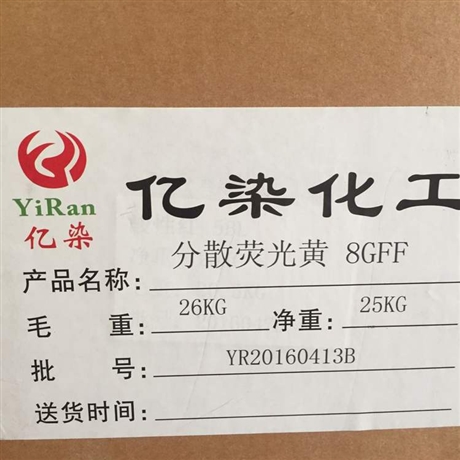 YiRan
亿染
亿染化工
产品名称：分散荧光黄 8GFF
毛 重：26KG 净重：25KG
批 号：YR20160413B
送货时间：